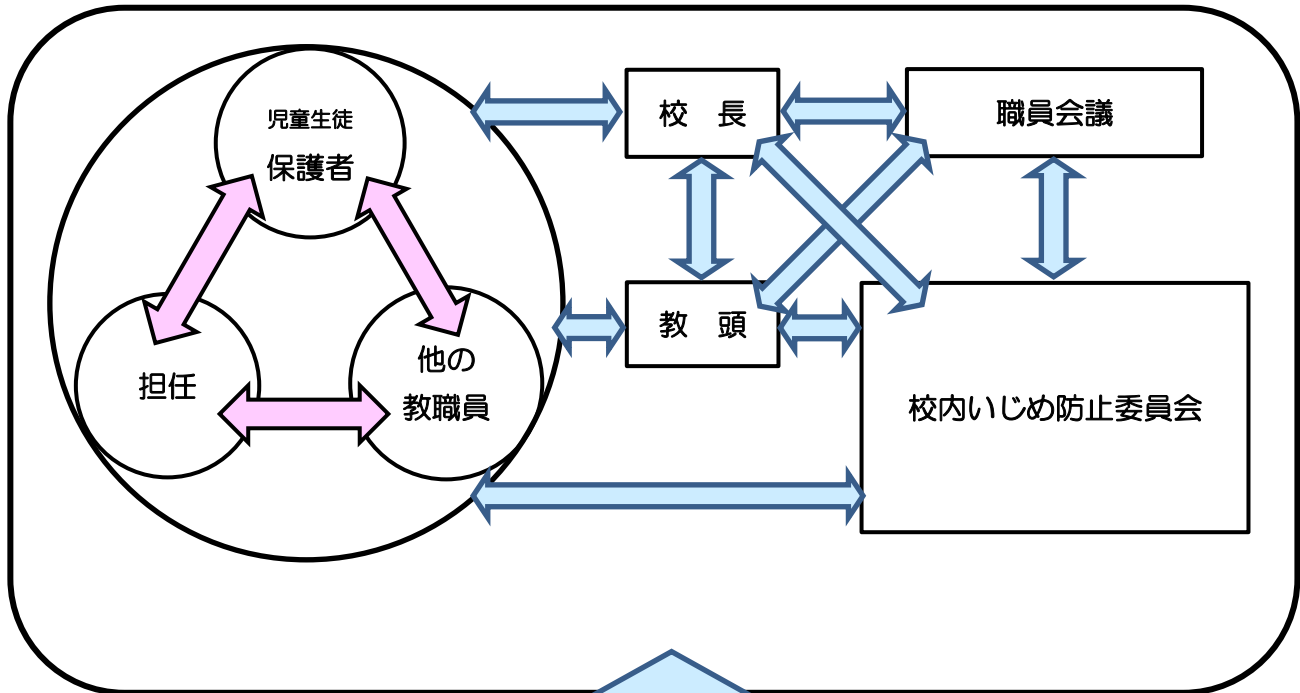 児童生徒
保護者
担任
他の
教職員
校　長
職員会議
教　頭
校内いじめ防止委員会